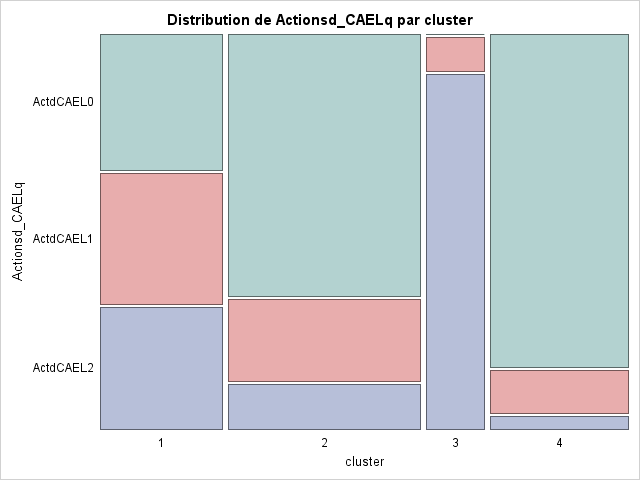 Distribution de Actionsd_CAELq par cluster
Actionsd_CAELq
ActdCAEL0
ActdCAEL1
ActdCAEL2
1 2 3 4
cluster